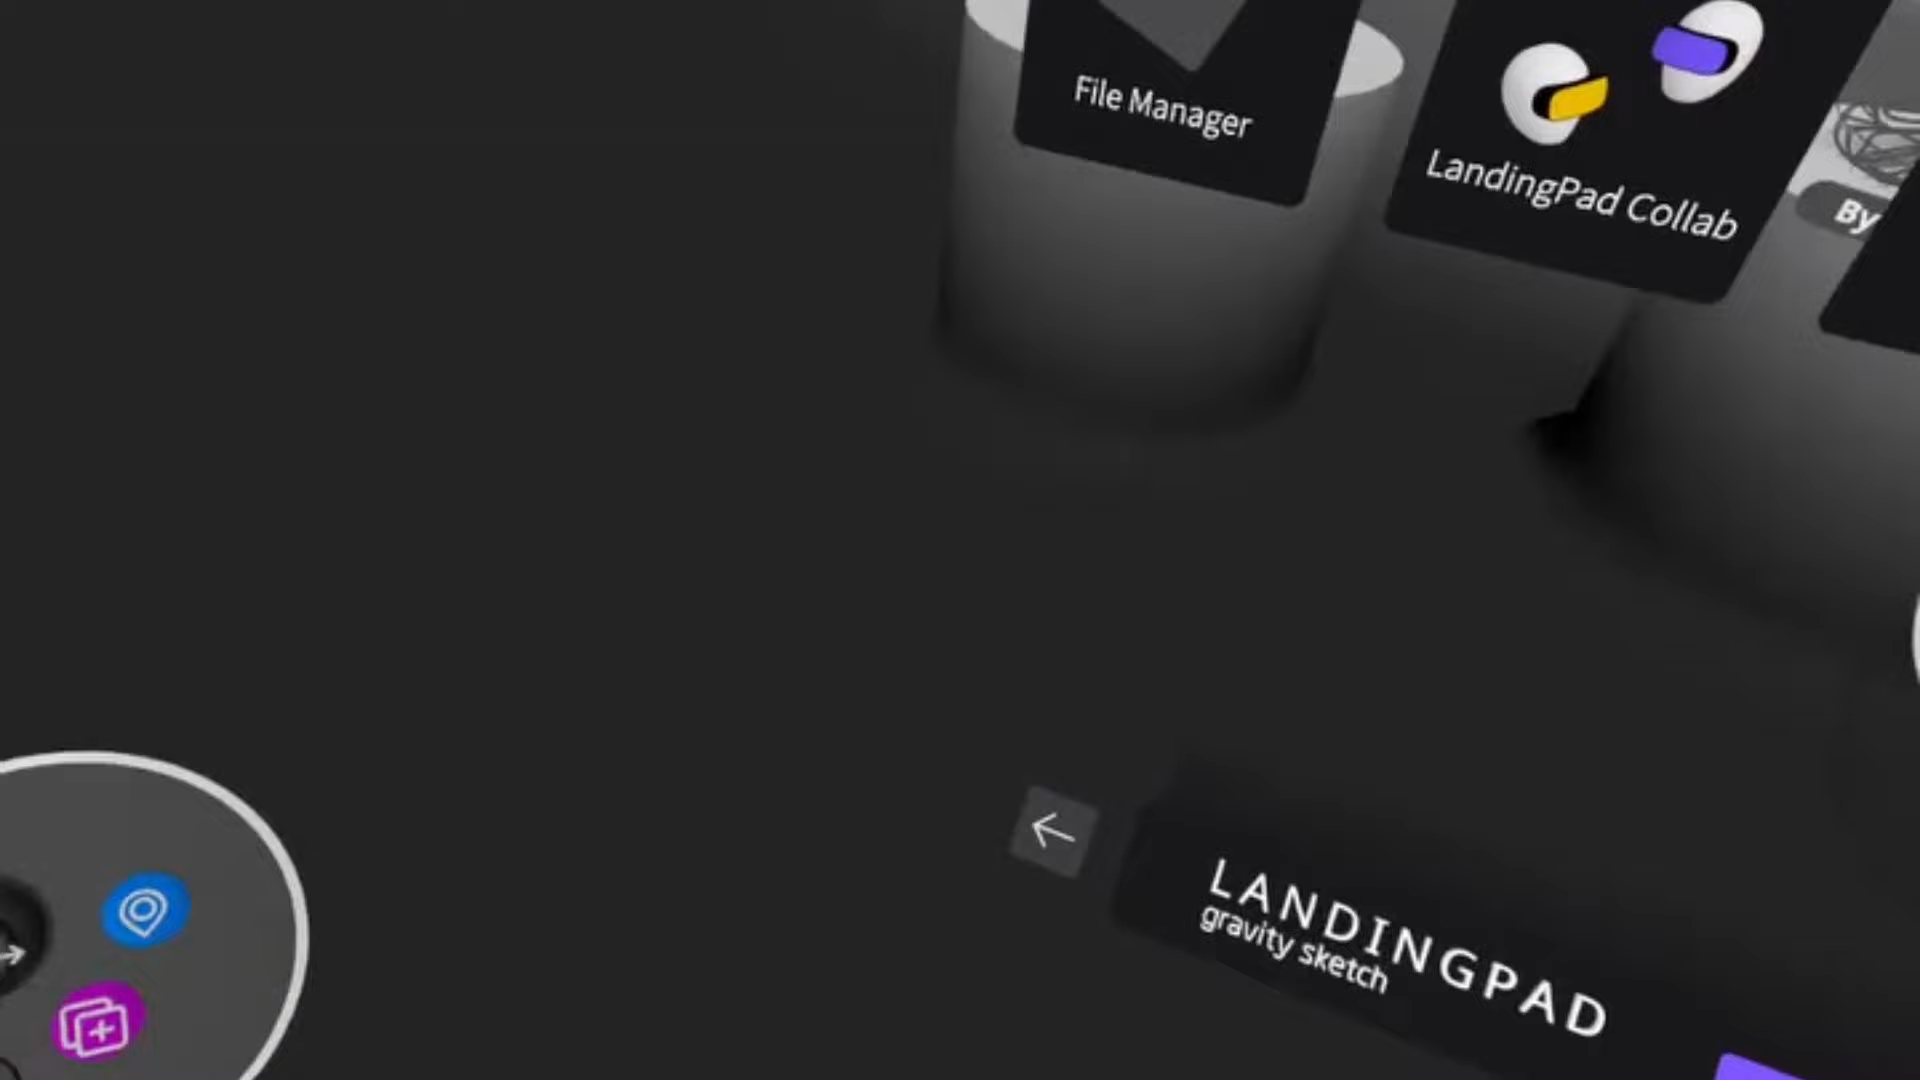 File Manager
LandingPad Collab
By
LANDINGPAD
gravity sketch